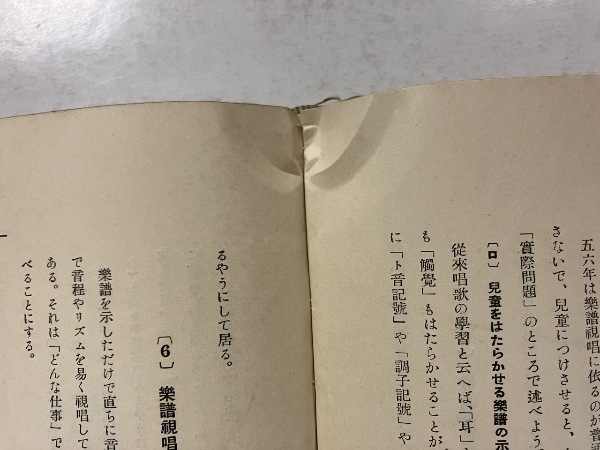 五六年は樂譜視唱に依るのが普通
さないで、兒童につけさせると、
「實際問題」のところで述べよう
〔ロ〕 兒童をはたらかせる樂譜の示
從來唱歌の學習と云へば、「耳」
も「觸覺」もはたらかせることが
に「ト音記號」や「調子記號」や
るやうにして居る。
〔6〕 樂譜視唱
樂譜を示しただけで直ちに音
で音程やリズムを易く視唱して
ある。それは「どんな仕事」で
べることにする。